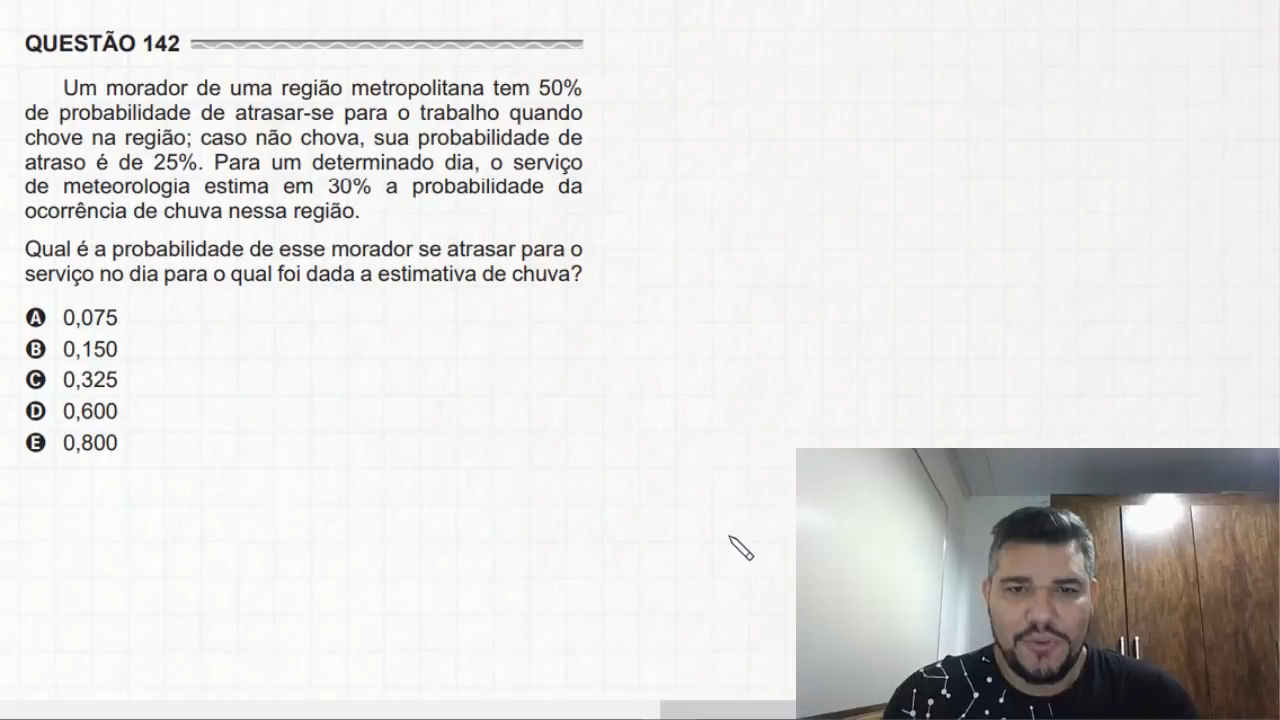 QUESTÃO 142
Um morador de uma região metropolitana tem 50%
de probabilidade de atrasar-se para o trabalho quando
chove na região; caso não chova, sua probabilidade de
atraso é de 25%. Para um determinado dia, o serviço
de meteorologia estima em 30% a probabilidade da
ocorrência de chuva nessa região.
Qual é a probabilidade de esse morador se atrasar para o
serviço no dia para o qual foi dada a estimativa de chuva?
A 0,075
B 0,150
C 0,325
D 0,600
E 0,800